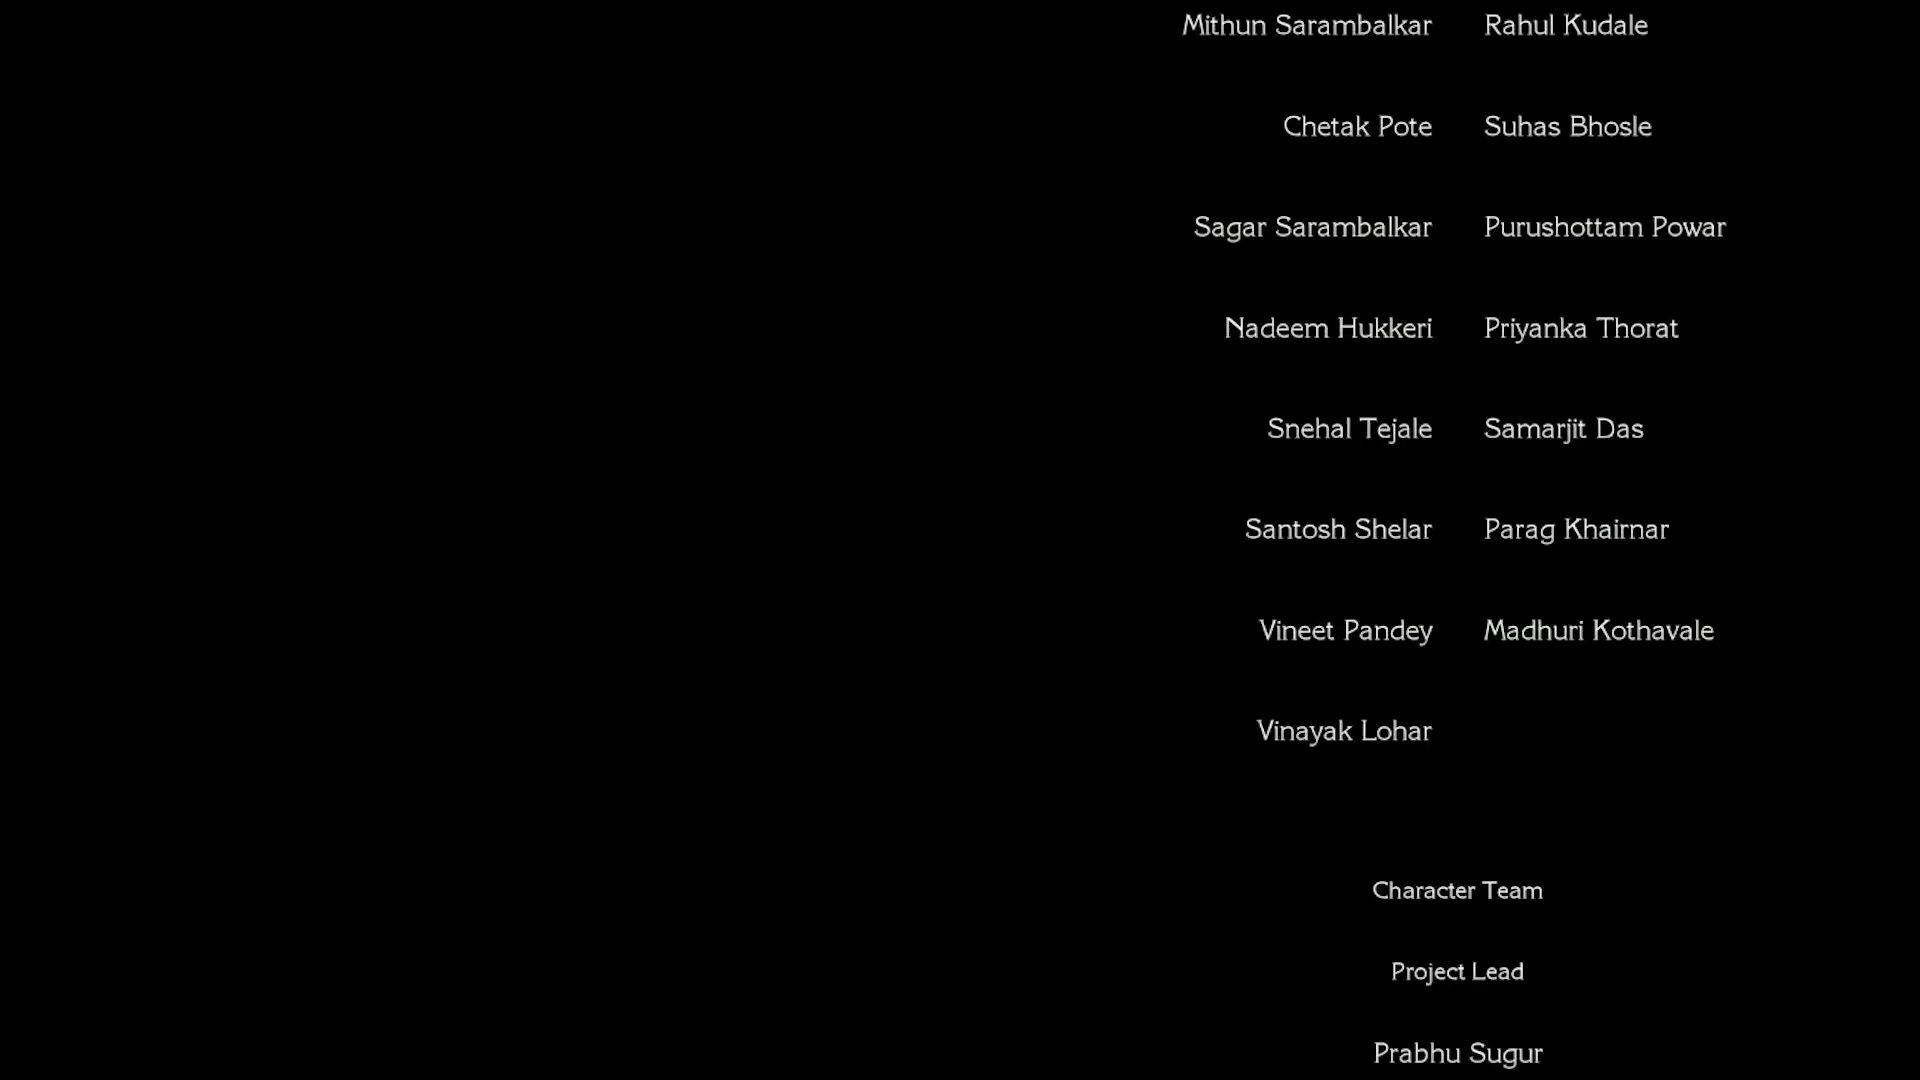 Mithun Sarambalkar Rahul Kudale
Chetak Pote Suhas Bhosle
Sagar Sarambalkar Purushottam Powar
Nadeem Hukkeri Priyanka Thorat
Snehal Tejale Samarjit Das
Santosh Shelar Parag Khairnar
Vineet Pandey Madhuri Kothavale
Vinayak Lohar
Character Team
Project Lead
Prabhu Sugur